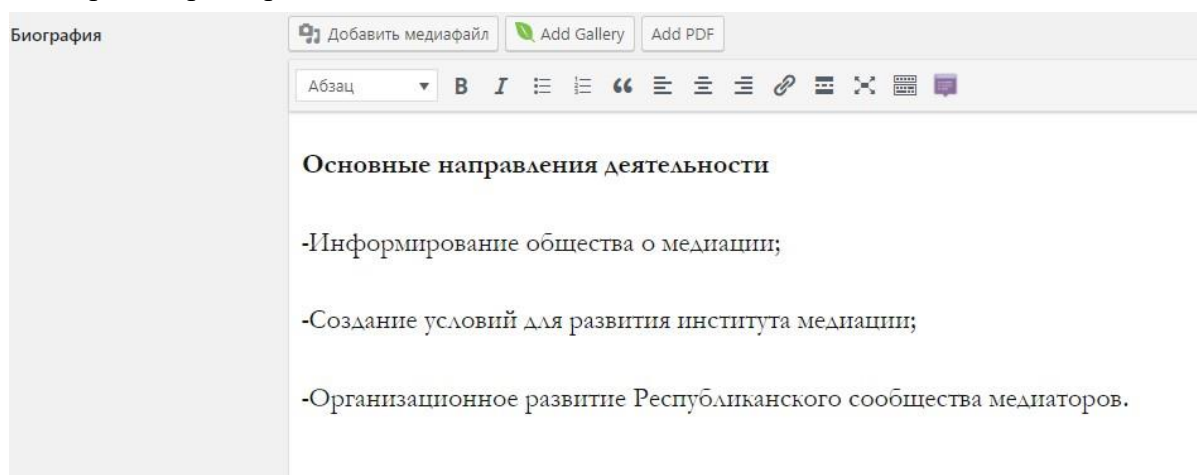 Биография
Добавить медиафайл Add Gallery Add PDF
Абзац B I
Основные направления деятельности
-Информирование общества о медиации;
-Создание условий для развития института медиации;
-Организационное развитие Республиканского сообщества медиаторов.